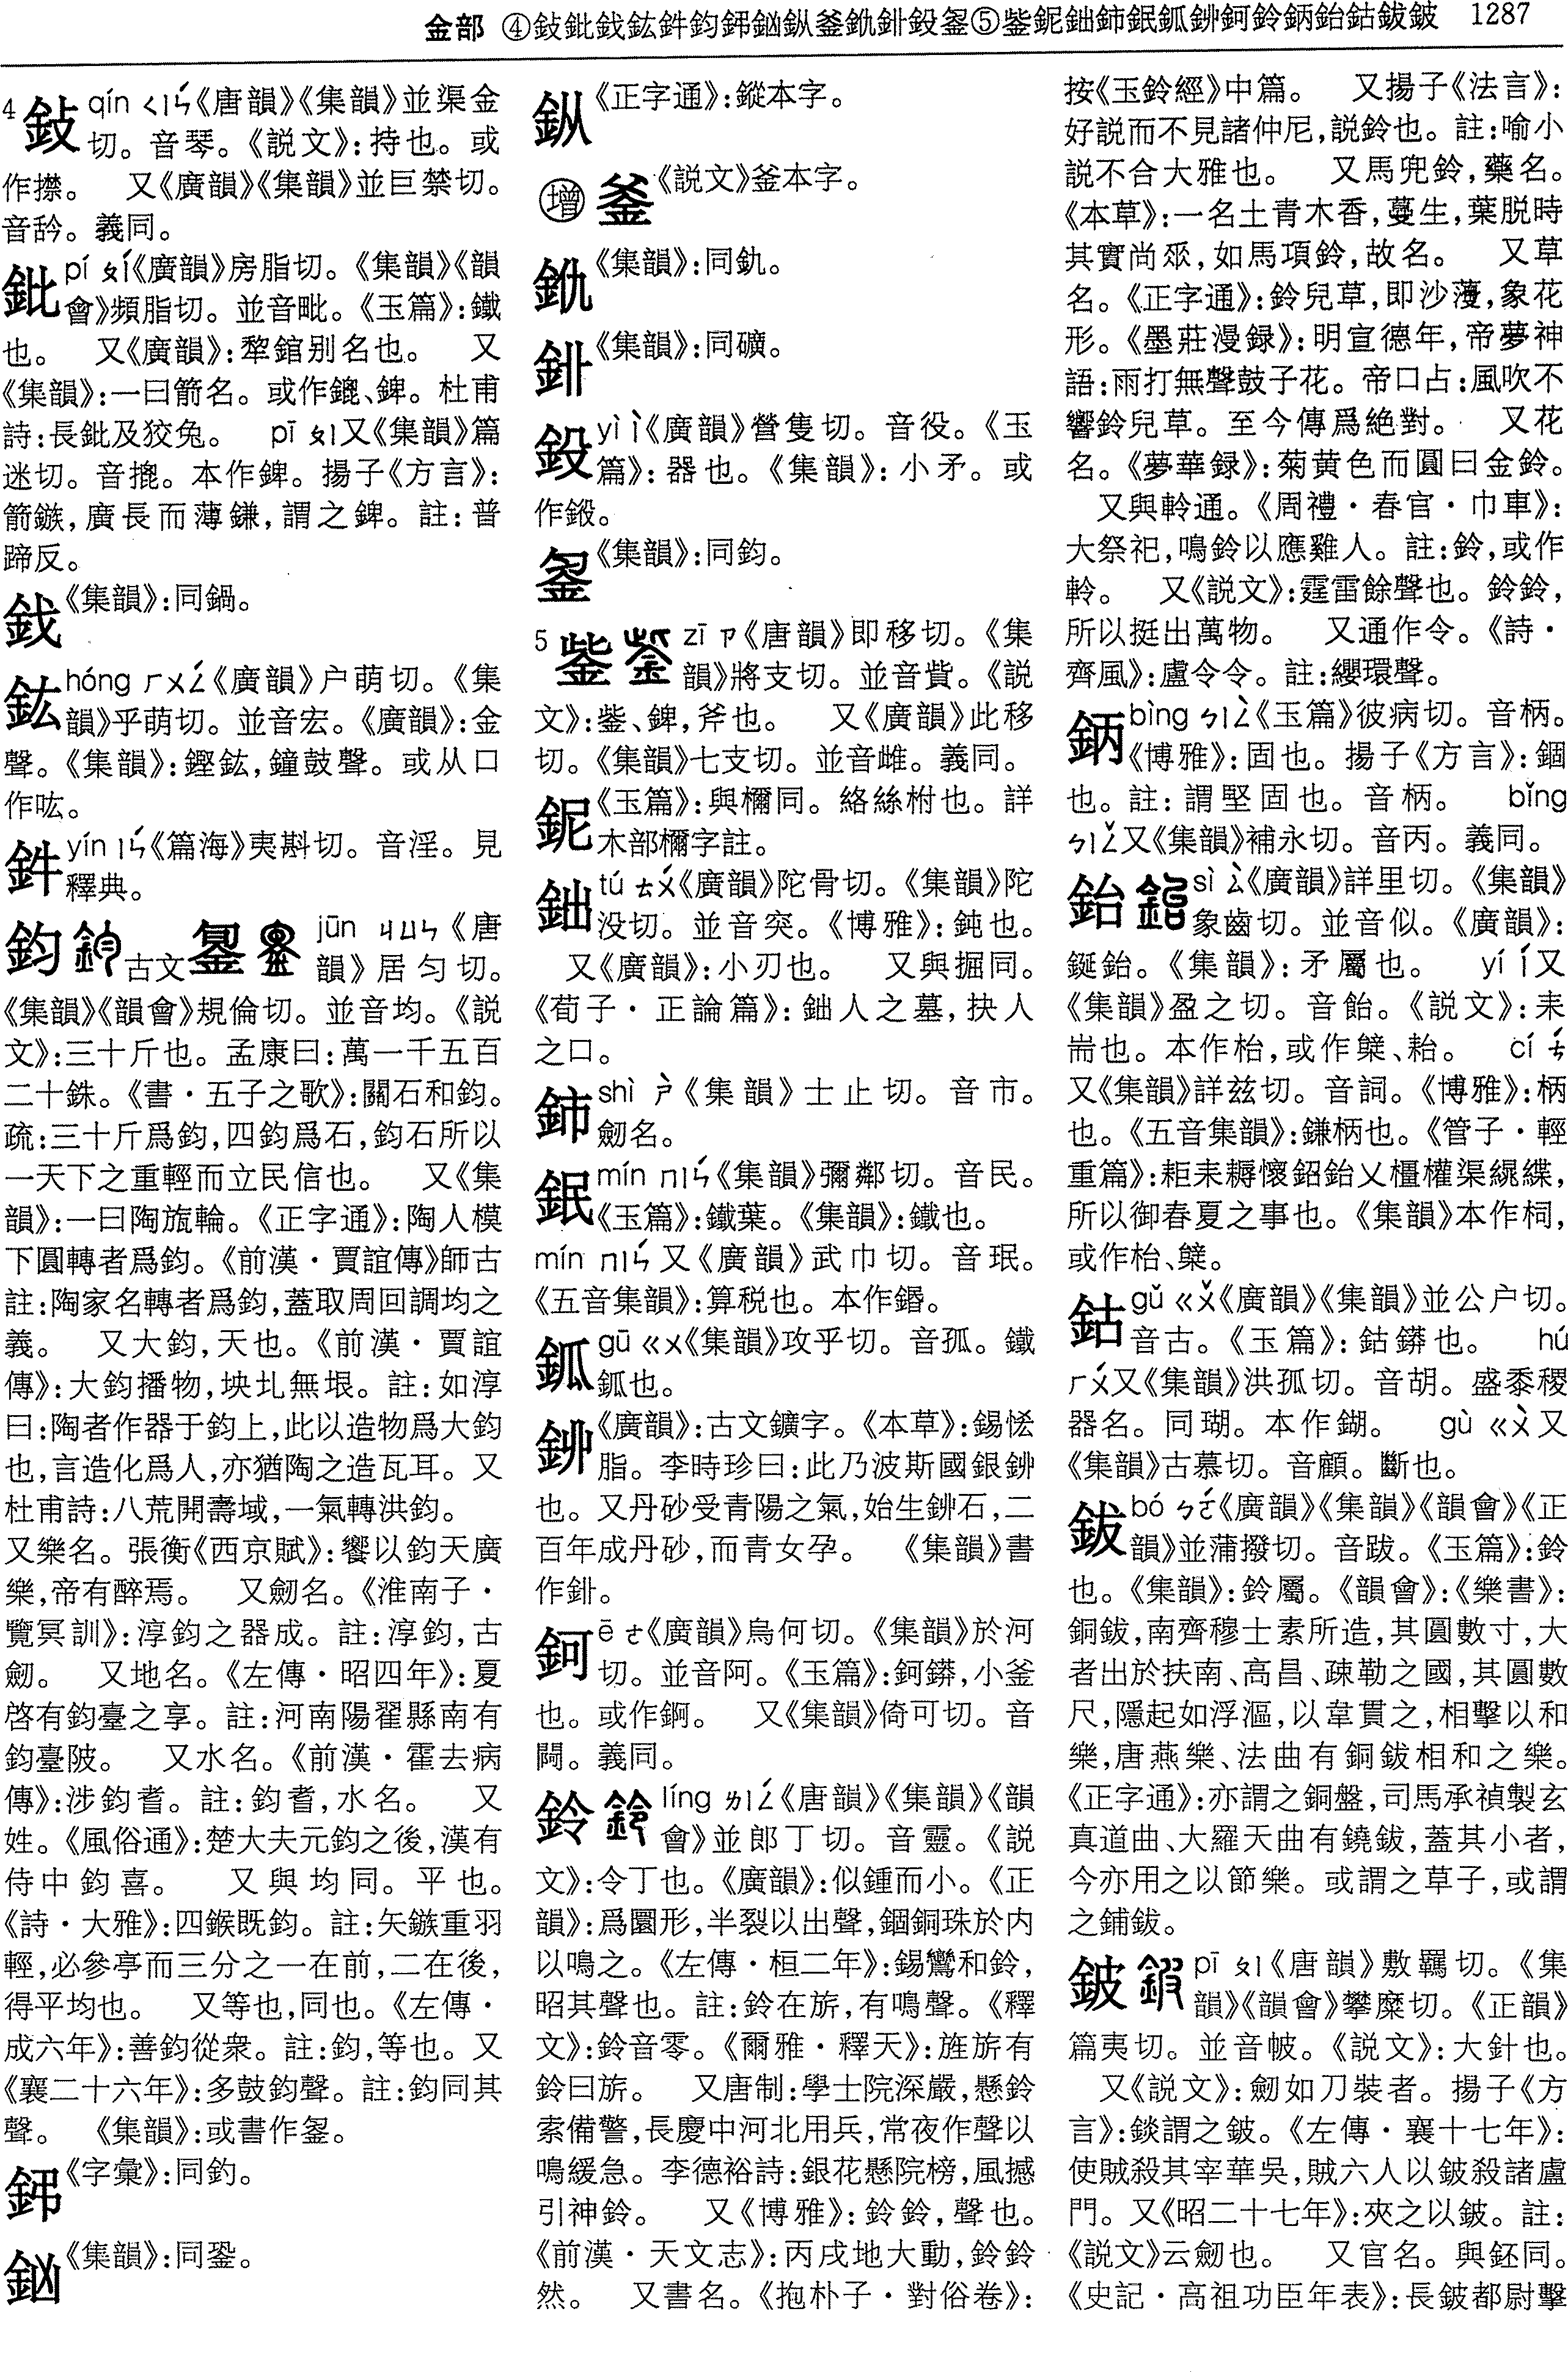 金部 ④鈙鈚鈛鈜鈝鈞鈟鈯鈨釜釚鈝鈠鋆⑤鈭鈮鈯鈰鈱鈲鉚鈳鈴鈵鈶鈷鈸鈹 1287
4 鈙 qín ㄑㄧㄣˊ《唐韻》《集韻》並渠金
切。音琴。《説文》:持也。或
作㩒。 又《廣韻》《集韻》並巨禁切。
音䰼。義同。
鈚 pí ㄆㄧˊ《廣韻》房脂切。《集韻》《韻
會》頻脂切。並音毗。《玉篇》:鐵
也。 又《廣韻》:犂錧别名也。 又
《集韻》:一曰箭名。或作鎞、錍。杜甫
詩:長鈚及狡兔。 pī ㄆㄧ又《集韻》篇
迷切。音㨽。本作錍。揚子《方言》:
箭鏃,廣長而薄鎌,謂之錍。註:普
蹄反。
《集韻》:同鍋。
鈜 hóng ㄏㄨㄥˊ《廣韻》户萌切。《集
韻》乎萌切。並音宏。《廣韻》:金
聲。《集韻》:鏗鈜,鐘鼓聲。或从口
作吰。
鈝 yín ㄧㄣˊ《篇海》夷斟切。音淫。見
釋典。
鈞 古文 jūn ㄐㄩㄣ《唐
韻》居匀切。
《集韻》《韻會》規倫切。並音均。《説
文》:三十斤也。孟康曰:萬一千五百
二十銖。《書·五子之歌》:關石和鈞。
疏:三十斤爲鈞,四鈞爲石,鈞石所以
一天下之重輕而立民信也。 又《集
韻》:一曰陶旊輪。《正字通》:陶人模
下圓轉者爲鈞。《前漢·賈誼傳》師古
註:陶家名轉者爲鈞,蓋取周回調均之
義。 又大鈞,天也。《前漢·賈誼
傳》:大鈞播物,坱圠無垠。註:如淳
曰:陶者作器于鈞上,此以造物爲大鈞
也,言造化爲人,亦猶陶之造瓦耳。又
杜甫詩:八荒開壽域,一氣轉洪鈞。
又樂名。張衡《西京賦》:饗以鈞天廣
樂,帝有醉焉。 又劒名。《淮南子·
覽冥訓》:淳鈞之器成。註:淳鈞,古
劒。 又地名。《左傳·昭四年》:夏
啓有鈞臺之享。註:河南陽翟縣南有
鈞臺陂。 又水名。《前漢·霍去病
傳》:涉鈞耆。註:鈞耆,水名。 又
姓。《風俗通》:楚大夫元鈞之後,漢有
侍中鈞喜。 又與均同。平也。
《詩·大雅》:四鍭既鈞。註:矢鏃重羽
輕,必參亭而三分之一在前,二在後,
得平均也。 又等也,同也。《左傳·
成六年》:善鈞從衆。註:鈞,等也。又
《襄二十六年》:多鼓鈞聲。註:鈞同其
聲。 《集韻》:或書作鋆。
鈟 《字彙》:同釣。
《集韻》:同銎。
《正字通》:鏦本字。
㊉增 《説文》釜本字。
《集韻》:同釚。
《集韻》:同礦。
鈠 yì ㄧˋ《廣韻》營隻切。音役。《玉
篇》:器也。《集韻》:小矛。或
作𨪀。
鋆 《集韻》:同鈞。
5 鈭 zī ㄗ《唐韻》即移切。《集
韻》將支切。並音貲。《説
文》:鈭、錍,斧也。 又《廣韻》此移
切。《集韻》七支切。並音雌。義同。
鈮 《玉篇》:與檷同。絡絲柎也。詳
木部檷字註。
鈯 tú ㄊㄨˊ《廣韻》陀骨切。《集韻》陀
没切。並音突。《博雅》:鈍也。
又《廣韻》:小刃也。 又與掘同。
《荀子·正論篇》:鈯人之墓,抉人
之口。
鈰 shì ㄕˋ《集韻》士止切。音市。
劒名。
鈱 mín ㄇㄧㄣˊ《集韻》彌鄰切。音民。
《玉篇》:鐵葉。《集韻》:鐵也。
mín ㄇㄧㄣˊ又《廣韻》武巾切。音珉。
《五音集韻》:算税也。本作鍲。
鈲 gū ㄍㄨ《集韻》攻乎切。音孤。鐵
鈲也。
《廣韻》:古文鑛字。《本草》:錫恡
脂。李時珍曰:此乃波斯國銀鉚
也。又丹砂受青陽之氣,始生鉚石,二
百年成丹砂,而青女孕。 《集韻》書
作鈝。
鈳 ē ㄜ《廣韻》烏何切。《集韻》於河
切。並音阿。《玉篇》:鈳䥈,小釜
也。或作錒。 又《集韻》倚可切。音
閜。義同。
鈴 líng ㄌㄧㄥˊ《唐韻》《集韻》《韻
會》並郎丁切。音靈。《説
文》:令丁也。《廣韻》:似鍾而小。《正
韻》:爲圜形,半裂以出聲,錮銅珠於内
以鳴之。《左傳·桓二年》:鍚鸞和鈴,
昭其聲也。註:鈴在旂,有鳴聲。《釋
文》:鈴音零。《爾雅·釋天》:旌旂有
鈴曰旂。 又唐制:學士院深嚴,懸鈴
索備警,長慶中河北用兵,常夜作聲以
鳴緩急。李德裕詩:銀花懸院榜,風撼
引神鈴。 又《博雅》:鈴鈴,聲也。
《前漢·天文志》:丙戌地大動,鈴鈴
然。 又書名。《抱朴子·對俗卷》:
按《玉鈴經》中篇。 又揚子《法言》:
好説而不見諸仲尼,説鈴也。註:喻小
説不合大雅也。 又馬兜鈴,藥名。
《本草》:一名土青木香,蔓生,葉脱時
其實尚𠂹,如馬項鈴,故名。 又草
名。《正字通》:鈴兒草,即沙薓,象花
形。《墨莊漫録》:明宣德年,帝夢神
語:雨打無聲鼓子花。帝口占:風吹不
響鈴兒草。至今傳爲絶對。 又花
名。《夢華録》:菊黄色而圓曰金鈴。
又與軨通。《周禮·春官·巾車》:
大祭祀,鳴鈴以應雞人。註:鈴,或作
軨。 又《説文》:霆雷餘聲也。鈴鈴,
所以挺出萬物。 又通作令。《詩·
齊風》:盧令令。註:纓環聲。
鈵 bìng ㄅㄧㄥˋ《玉篇》彼病切。音柄。
《博雅》:固也。揚子《方言》:錮
也。註:謂堅固也。音柄。 bǐng
ㄅㄧㄥˇ又《集韻》補永切。音丙。義同。
鈶 sì ㄙˋ《廣韻》詳里切。《集韻》
象齒切。並音似。《廣韻》:
鋋鈶。《集韻》:矛屬也。 yí ㄧˊ又
《集韻》盈之切。音飴。《説文》:耒
耑也。本作枱,或作㭒、耛。 cí ㄘˊ
又《集韻》詳兹切。音詞。《博雅》:柄
也。《五音集韻》:鎌柄也。《管子·輕
重篇》:耟耒耨懷鉊鈶乂橿權渠繉緤,
所以御春夏之事也。《集韻》本作柌,
或作枱、㭒。
鈷 gǔ ㄍㄨˇ《廣韻》《集韻》並公户切。
音古。《玉篇》:鈷䥈也。 hú
ㄏㄨˊ又《集韻》洪孤切。音胡。盛黍稷
器名。同瑚。本作鍸。 gù ㄍㄨˋ又
《集韻》古慕切。音顧。斷也。
鈸 bó ㄅㄛˊ《廣韻》《集韻》《韻會》《正
韻》並蒲撥切。音跋。《玉篇》:鈴
也。《集韻》:鈴屬。《韻會》:《樂書》:
銅鈸,南齊穆士素所造,其圓數寸,大
者出於扶南、高昌、疎勒之國,其圓數
尺,隱起如浮漚,以韋貫之,相擊以和
樂,唐燕樂、法曲有銅鈸相和之樂。
《正字通》:亦謂之銅盤,司馬承禎製玄
真道曲、大羅天曲有鐃鈸,蓋其小者,
今亦用之以節樂。或謂之草子,或謂
之鋪鈸。
鈹 pī ㄆㄧ《唐韻》敷羈切。《集
韻》《韻會》攀糜切。《正韻》
篇夷切。並音帔。《説文》:大針也。
又《説文》:劒如刀裝者。揚子《方
言》:錟謂之鈹。《左傳·襄十七年》:
使賊殺其宰華吳,賊六人以鈹殺諸盧
門。又《昭二十七年》:夾之以鈹。註:
《説文》云劒也。 又官名。與鉟同。
《史記·高祖功臣年表》:長鈹都尉擊